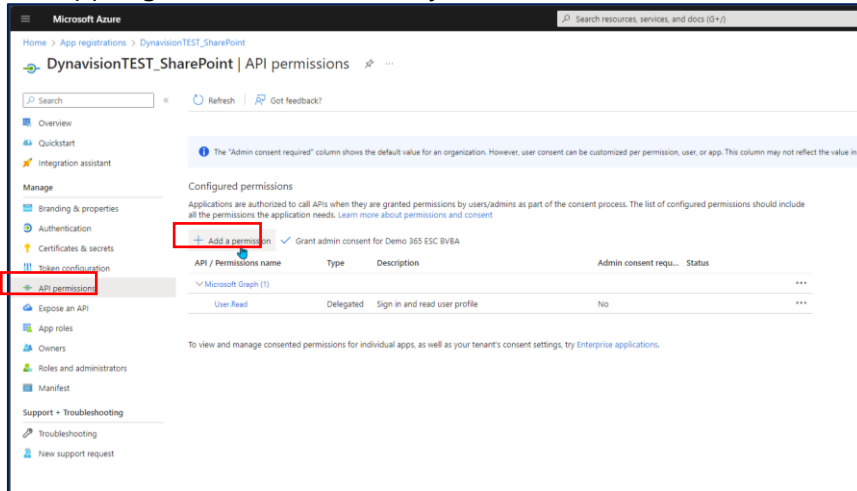 Microsoft Azure
Search resources, services, and docs (G+/)
Home > App registrations > DynavisionTEST_SharePoint
DynavisionTEST_SharePoint | API permissions
Search
Refresh
Got feedback?
Overview
Quickstart
Integration assistant
The "Admin consent required" column shows the default value for an organization. However, user consent can be customized per permission, user, or app. This column may not reflect the value in
Manage
Branding & properties
Authentication
Certificates & secrets
Token configuration
API permissions
Expose an API
App roles
Owners
Roles and administrators
Manifest
Support + Troubleshooting
Troubleshooting
New support request
Configured permissions
Applications are authorized to call APIs when they are granted permissions by users/admins as part of the consent process. The list of configured permissions should include
all the permissions the application needs. Learn more about permissions and consent
Add a permission
Grant admin consent for Demo 365 ESC BVBA
API / Permissions name Type Description Admin consent requ... Status
Microsoft Graph (1)
User.Read Delegated Sign in and read user profile No
To view and manage consented permissions for individual apps, as well as your tenant's consent settings, try Enterprise applications.